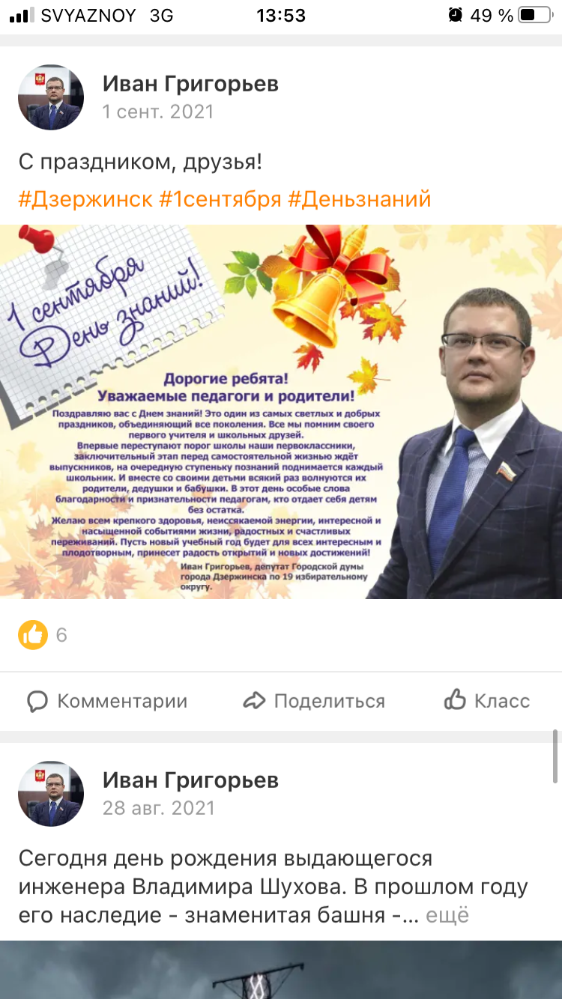 SVYAZNOY 3G 13:53 49 %
Иван Григорьев
1 сент. 2021
С праздником, друзья!
#Дзержинск #1сентября #Деньзнаний
1 сентября
День знаний!
Дорогие ребята!
Уважаемые педагоги и родители!
Поздравляю вас с Днем знаний! Это один из самых светлых и добрых
праздников, объединяющий все поколения. Все мы помним своего
первого учителя и школьных друзей.
Впервые переступают порог школы наши первоклассники,
заключительный этап перед самостоятельной жизнью ждёт
выпускников, на очередную ступеньку познаний поднимается каждый
школьник. И вместе со своими детьми всякий раз волнуются их
родители, дедушки и бабушки. В этот день особые слова
благодарности и признательности педагогам, кто отдает себя детям
без остатка.
Желаю всем крепкого здоровья, неиссякаемой энергии, интересной и
насыщенной событиями жизни, радостных и счастливых
переживаний. Пусть новый учебный год будет для всех интересным и
плодотворным, принесет радость открытий и новых достижений!
Иван Григорьев, депутат Городской думы
города Дзержинска по 19 избирательному
округу.
6
Комментарии Поделиться Класс
Иван Григорьев
28 авг. 2021
Сегодня день рождения выдающегося
инженера Владимира Шухова. В прошлом году
его наследие - знаменитая башня -... ещё